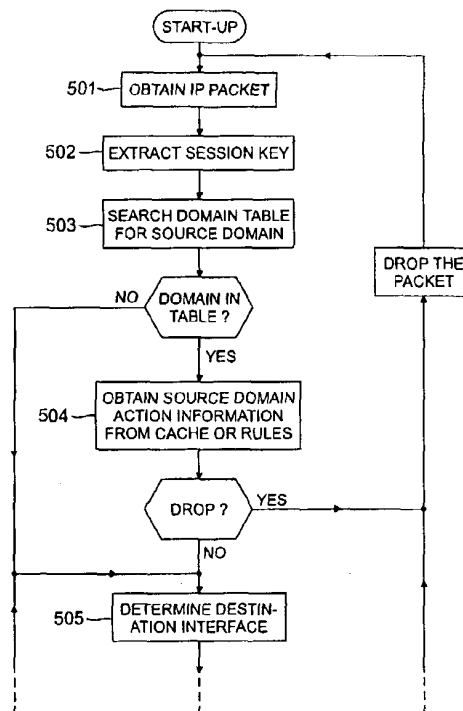 START-UP
501
OBTAIN IP PACKET
502
EXTRACT SESSION KEY
503
SEARCH DOMAIN TABLE
FOR SOURCE DOMAIN
DROP THE
PACKET
NO
DOMAIN IN
TABLE ?
YES
504
OBTAIN SOURCE DOMAIN
ACTION INFORMATION
FROM CACHE OR RULES
DROP ?
YES
NO
505
DETERMINE DESTIN-
ATION INTERFACE